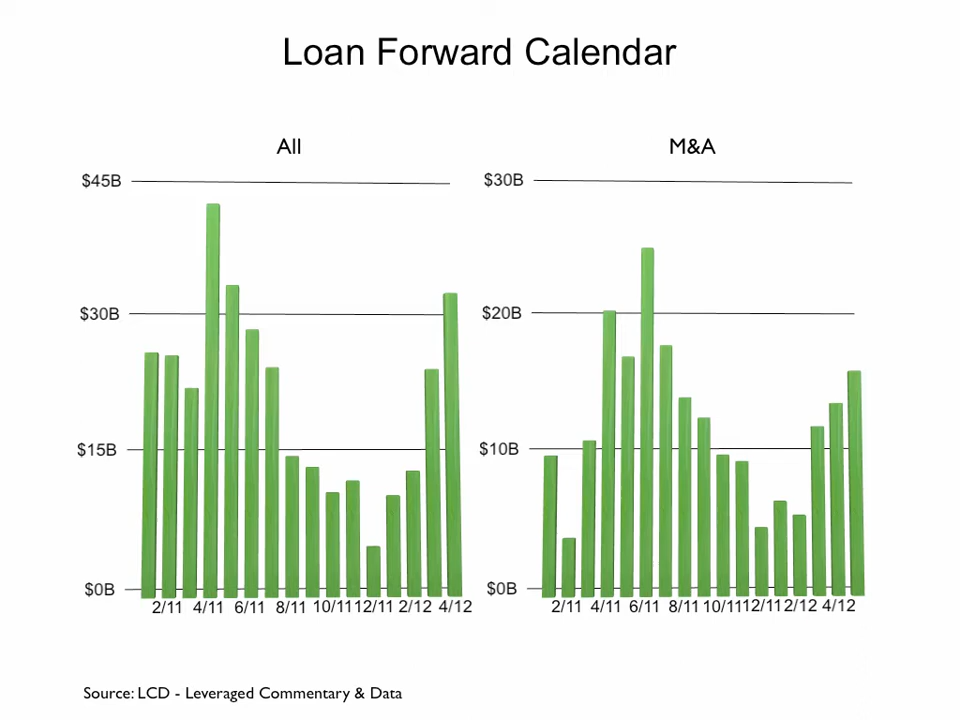 Loan Forward Calendar
All
$45B
$30B
$15B
$0B
2/11 4/11 6/11 8/11 10/11 12/11 2/12 4/12
M&A
$30B
$20B
$10B
$0B
2/11 4/11 6/11 8/11 10/11 12/11 2/12 4/12
Source: LCD - Leveraged Commentary & Data